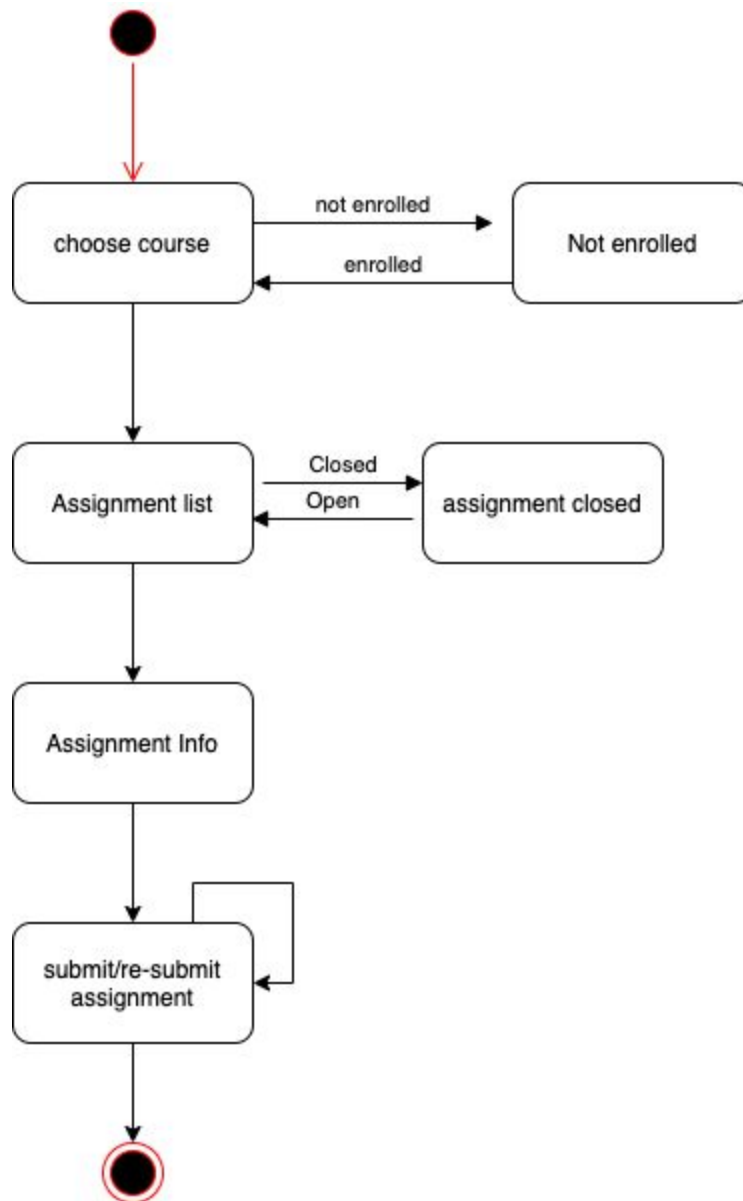 not enrolled
choose course
Not enrolled
enrolled
Closed
Assignment list
assignment closed
Open
Assignment Info
submit/re-submit
assignment